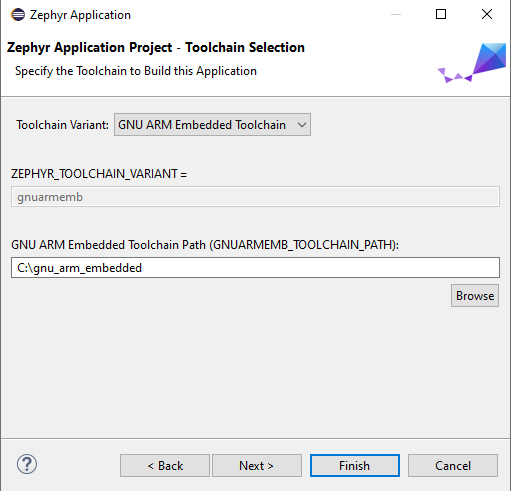 Zephyr Application
Zephyr Application Project - Toolchain Selection
Specify the Toolchain to Build this Application
Toolchain Variant: GNU ARM Embedded Toolchain
ZEPHYR_TOOLCHAIN_VARIANT =
gnuarmemb
GNU ARM Embedded Toolchain Path (GNUARMEMB_TOOLCHAIN_PATH):
C:\gnu_arm_embedded
Browse
? < Back Next > Finish Cancel